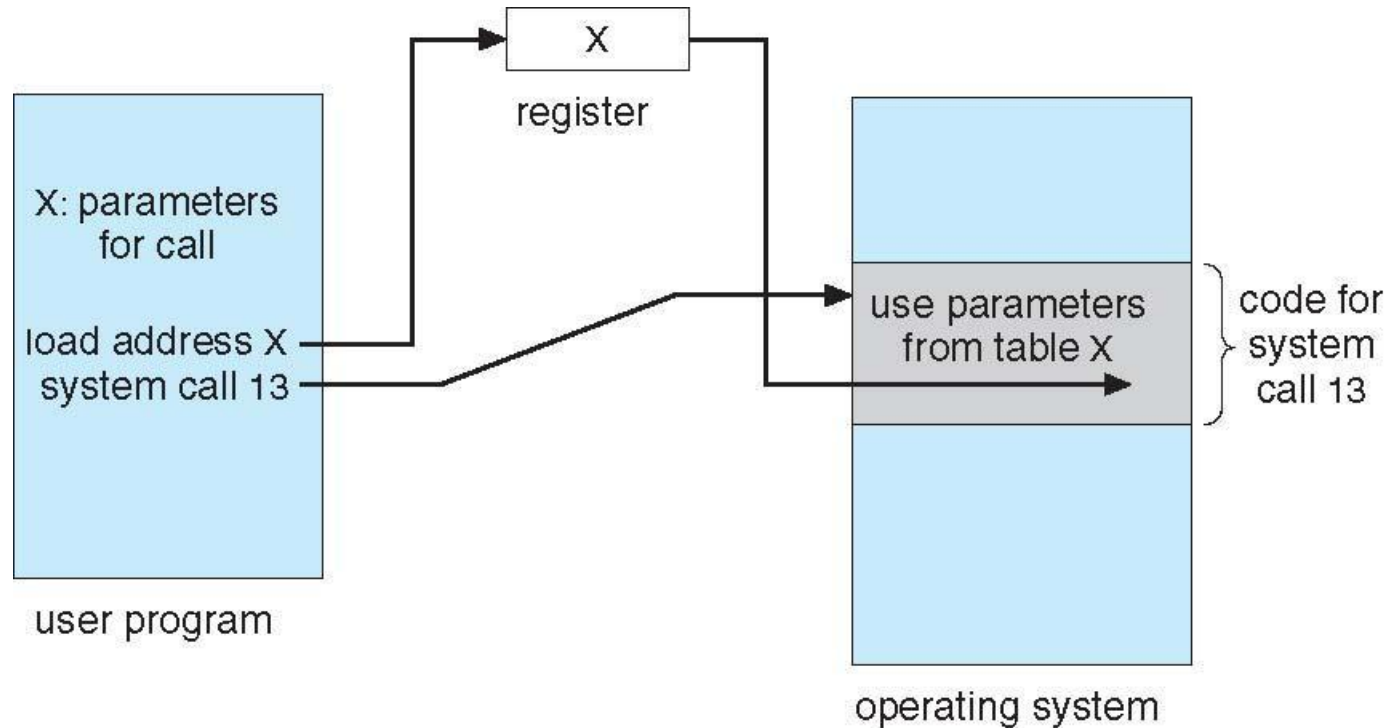 X
register
X: parameters
for call
load address X
system call 13
user program
use parameters
from table X
code for
system
call 13
operating system